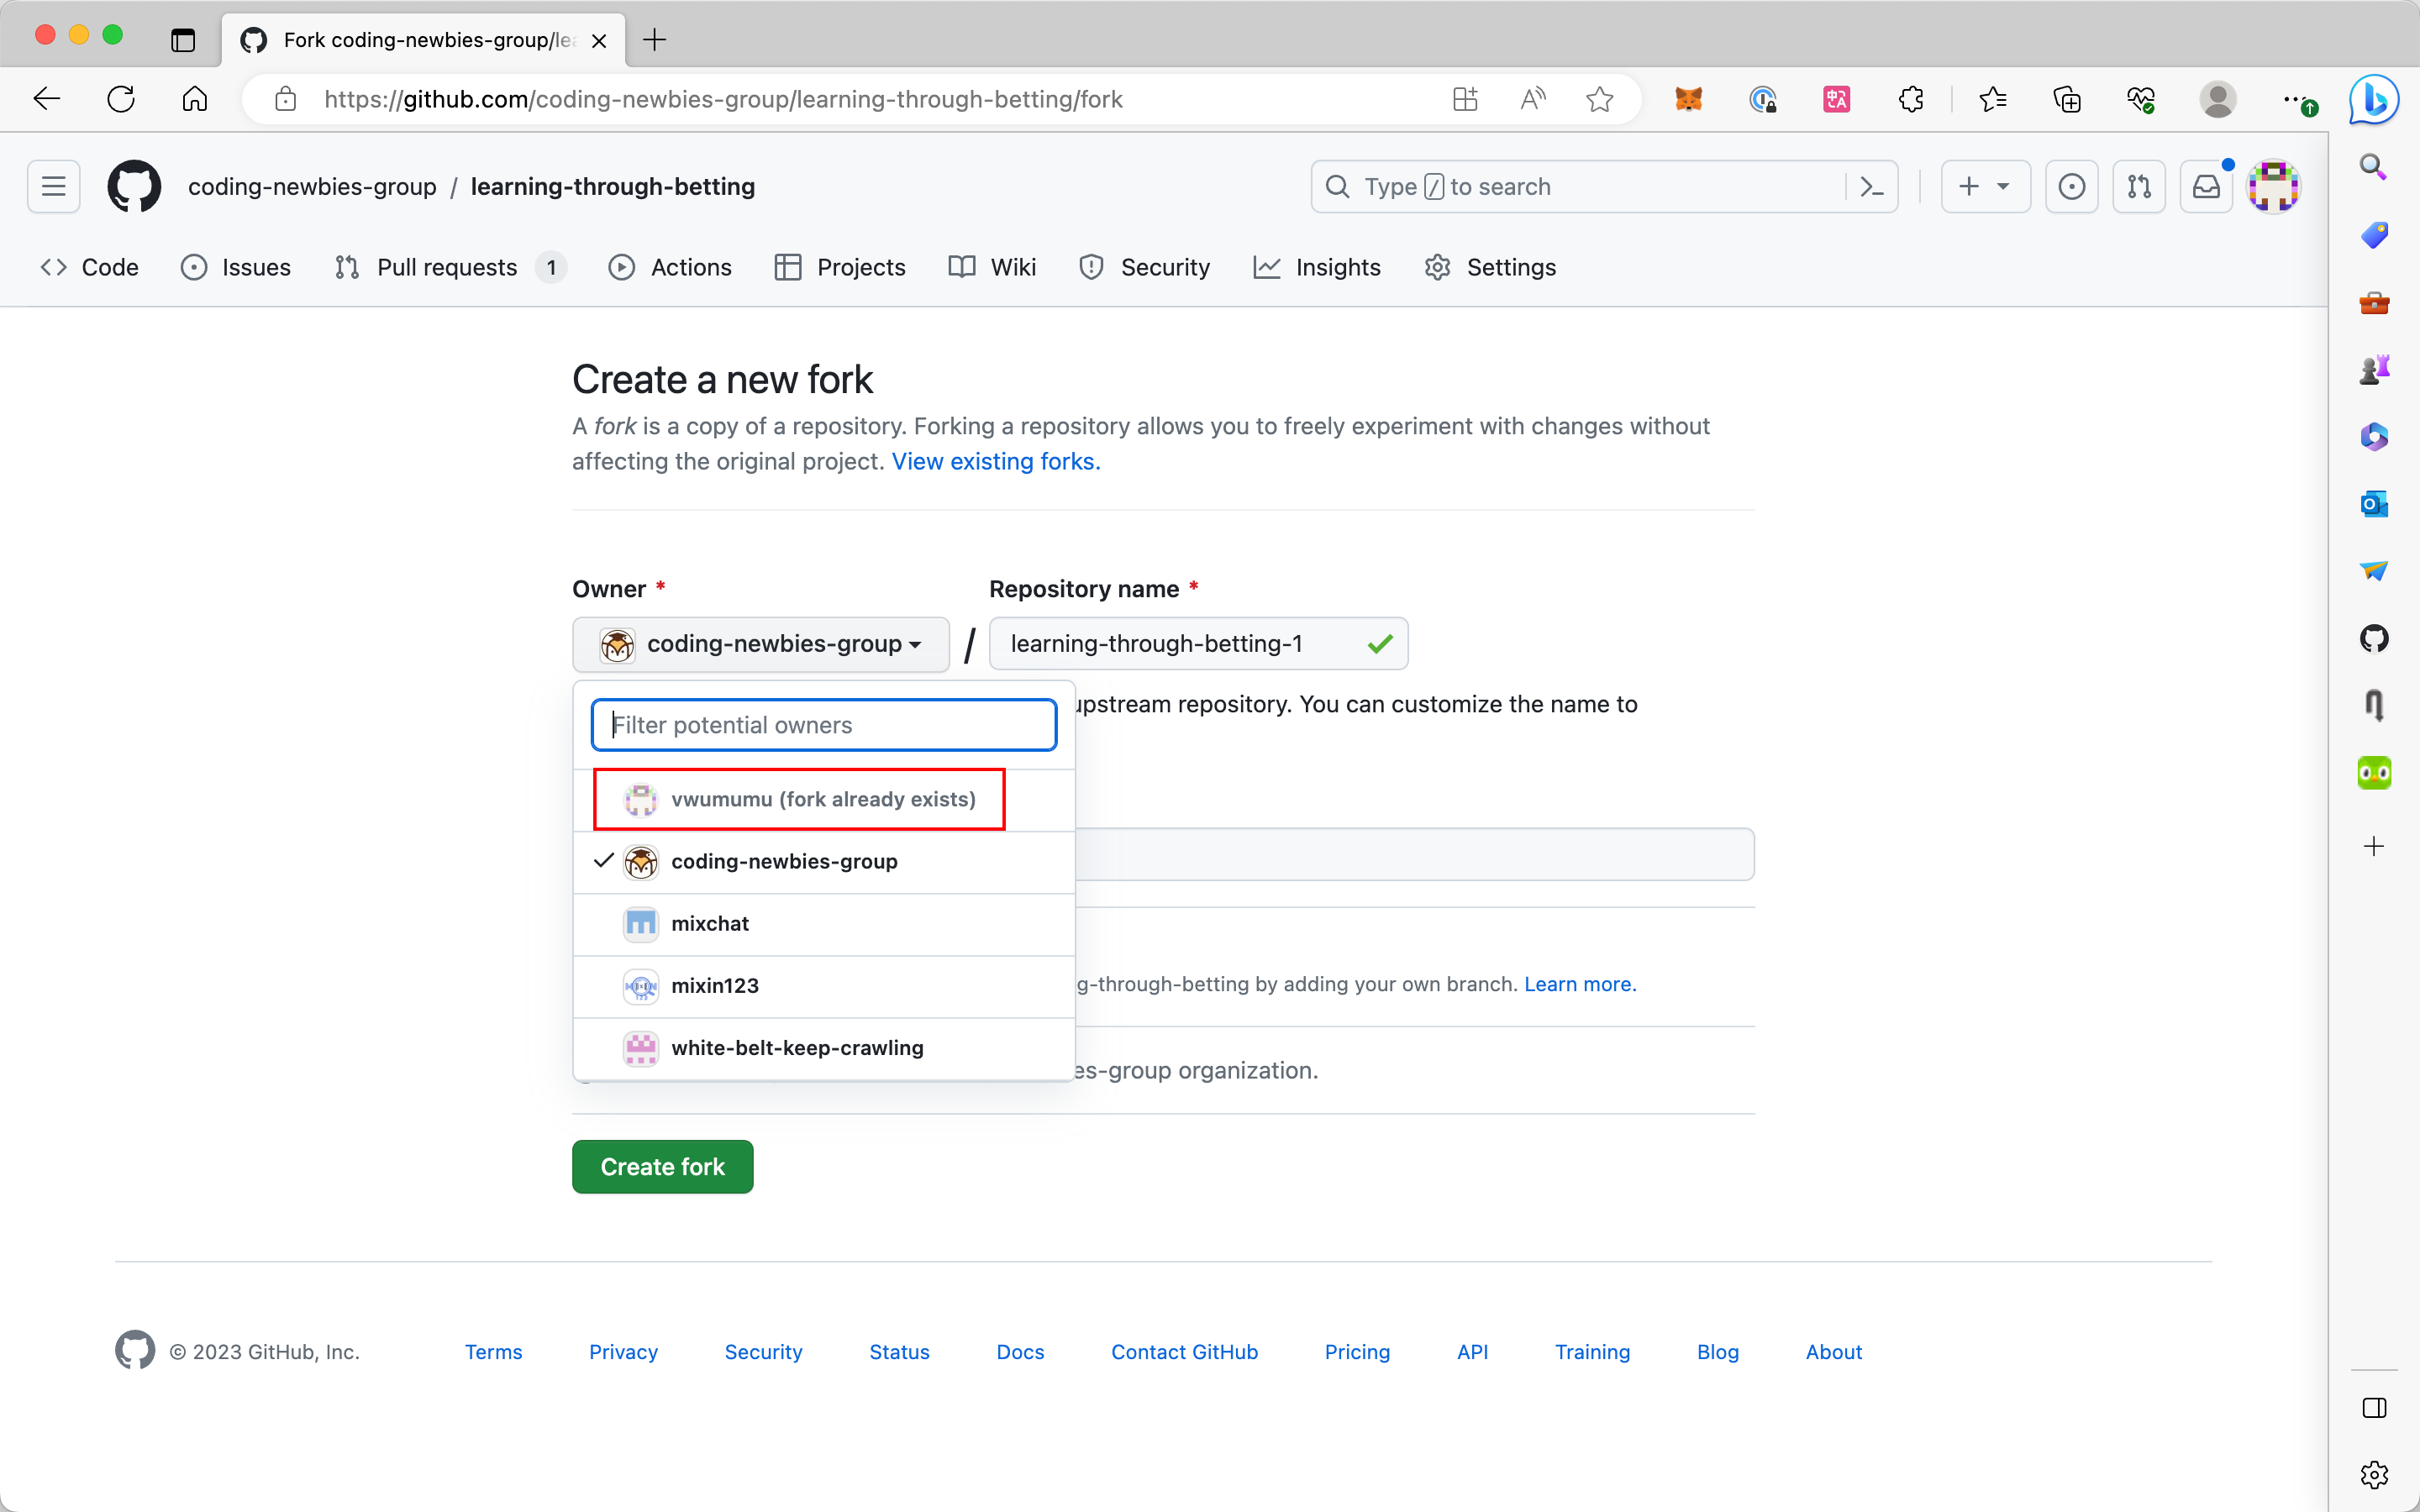 Fork coding-newbies-group/lea
https://github.com/coding-newbies-group/learning-through-betting/fork
coding-newbies-group / learning-through-betting
Type / to search
Code Issues Pull requests 1 Actions Projects Wiki Security Insights Settings
Create a new fork
A fork is a copy of a repository. Forking a repository allows you to freely experiment with changes without
affecting the original project. View existing forks.
Owner * Repository name *
coding-newbies-group / learning-through-betting-1
upstream repository. You can customize the name to
Filter potential owners
vwumumu (fork already exists)
coding-newbies-group
mixchat
mixin123
g-through-betting by adding your own branch. Learn more.
white-belt-keep-crawling
es-group organization.
Create fork
© 2023 GitHub, Inc. Terms Privacy Security Status Docs Contact GitHub Pricing API Training Blog About